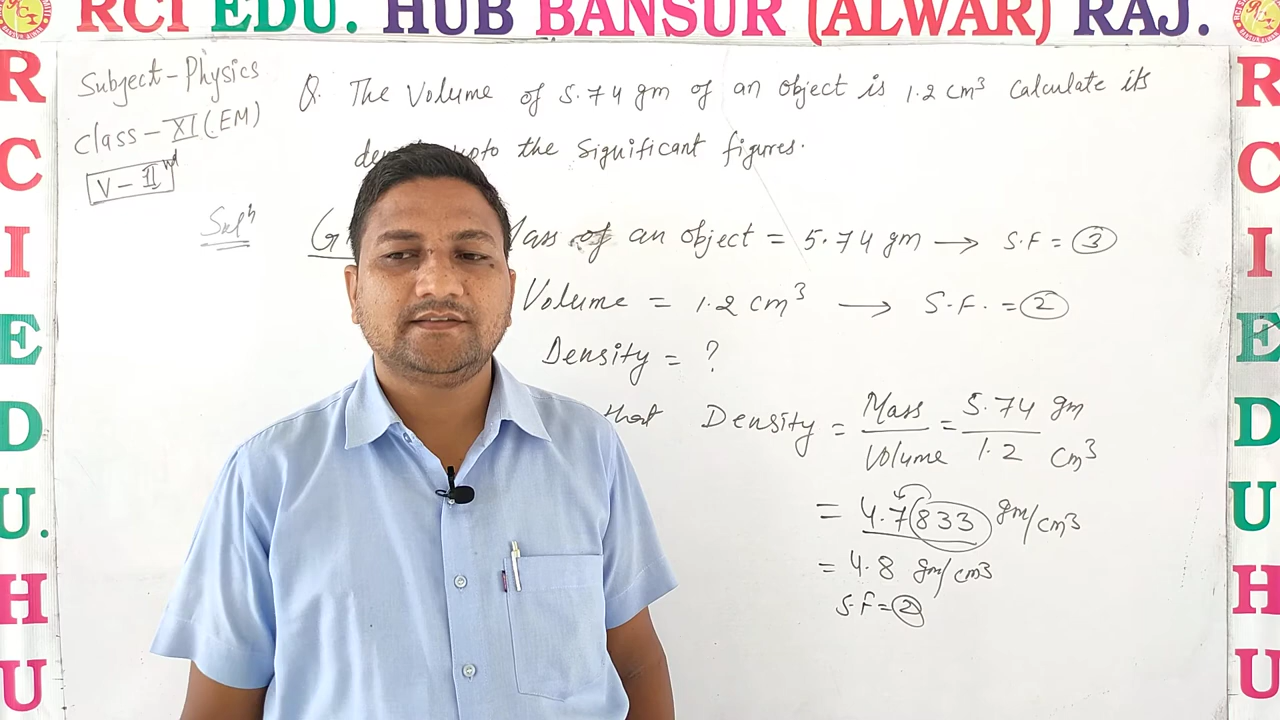 RCI EDU. HUB BANSUR (ALWAR) RAJ.
R
C
I
E
D
U.
H
U
Subject-Physics
Class-XI(EM)
V-II
Q. The Volume of 5.74 gm of an object is 1.2 cm³ Calculate its
upto the Significant figures.
Solⁿ
of an object = 5.74 gm → S.F = 3
Volume = 1.2 cm³ → S.F. = 2
Density = ?
that Density = Mass / Volume = 5.74 gm / 1.2 cm³
= 4.7833 gm/cm³
= 4.8 gm/cm³
S.F = 2
R
C
I
E
D
U
H
U